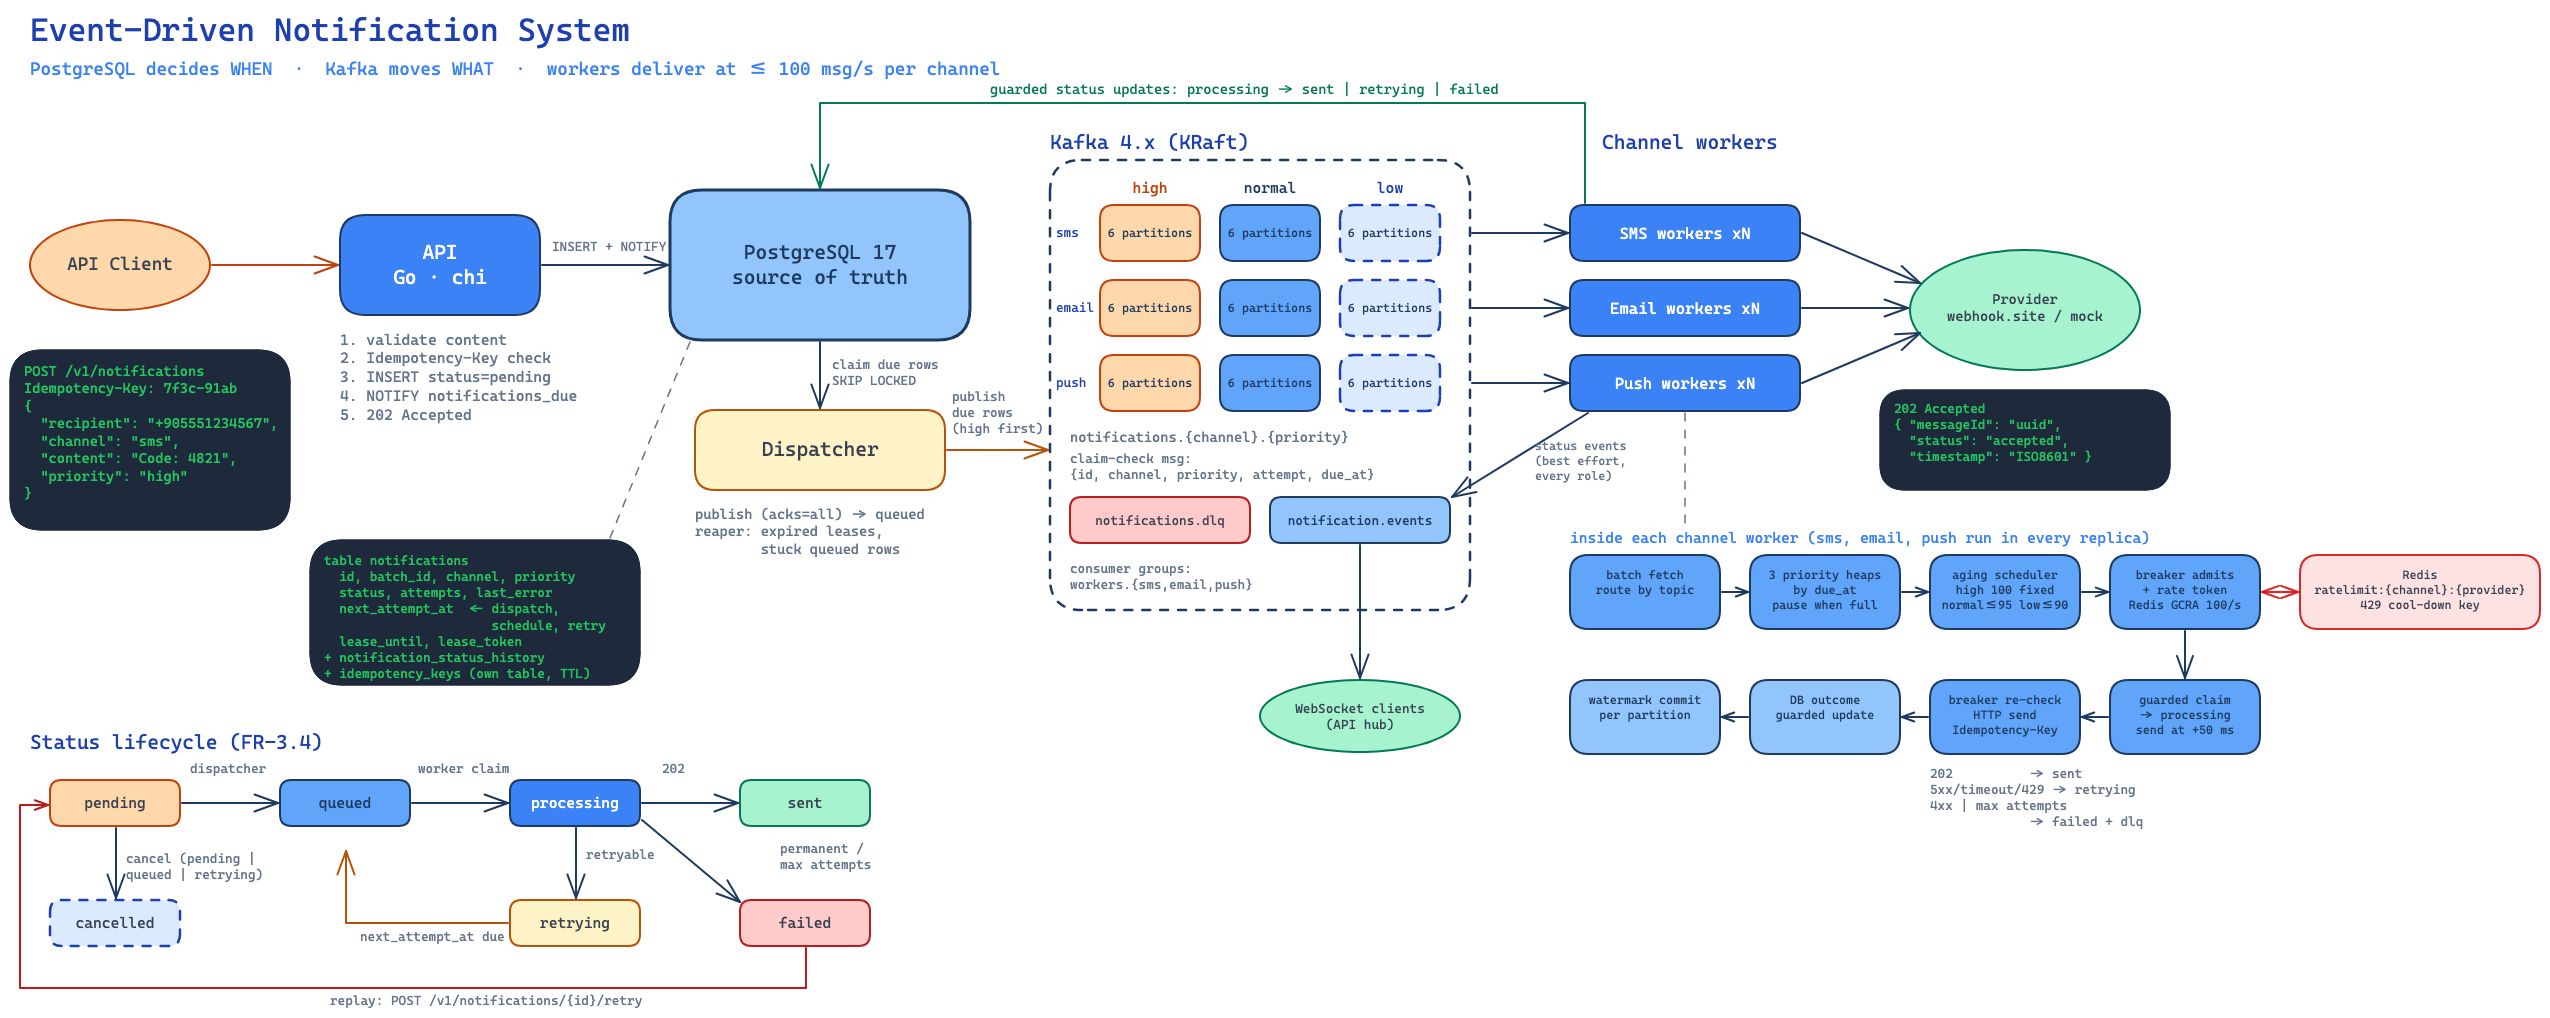 Event-Driven Notification System
PostgreSQL decides WHEN · Kafka moves WHAT · workers deliver at ≤ 100 msg/s per channel
guarded status updates: processing → sent | retrying | failed
API Client
API
Go · chi
INSERT + NOTIFY
PostgreSQL 17
source of truth
1. validate content
2. Idempotency-Key check
3. INSERT status=pending
4. NOTIFY notifications_due
5. 202 Accepted
POST /v1/notifications
Idempotency-Key: 7f3c-91ab
{
"recipient": "+905551234567",
"channel": "sms",
"content": "Code: 4821",
"priority": "high"
}
claim due rows
SKIP LOCKED
Dispatcher
publish
due rows
(high first)
publish (acks=all) → queued
reaper: expired leases,
stuck queued rows
table notifications
id, batch_id, channel, priority
status, attempts, last_error
next_attempt_at ← dispatch,
schedule, retry
lease_until, lease_token
+ notification_status_history
+ idempotency_keys (own table, TTL)
Kafka 4.x (KRaft)
high
normal
low
sms
6 partitions
6 partitions
6 partitions
email
6 partitions
6 partitions
6 partitions
push
6 partitions
6 partitions
6 partitions
notifications.{channel}.{priority}
claim-check msg:
{id, channel, priority, attempt, due_at}
notifications.dlq
notification.events
consumer groups:
workers.{sms,email,push}
WebSocket clients
(API hub)
Channel workers
SMS workers xN
Email workers xN
Push workers xN
status events
(best effort,
every role)
Provider
webhook.site / mock
202 Accepted
{ "messageId": "uuid",
"status": "accepted",
"timestamp": "ISO8601" }
inside each channel worker (sms, email, push run in every replica)
batch fetch
route by topic
3 priority heaps
by due_at
pause when full
aging scheduler
high 100 fixed
normal≤95 low≤90
breaker admits
+ rate token
Redis GCRA 100/s
Redis
ratelimit:{channel}:{provider}
429 cool-down key
watermark commit
per partition
DB outcome
guarded update
breaker re-check
HTTP send
Idempotency-Key
guarded claim
→ processing
send at +50 ms
202 → sent
5xx/timeout/429 → retrying
4xx | max attempts
→ failed + dlq
Status lifecycle (FR-3.4)
dispatcher
worker claim
202
pending
queued
processing
sent
cancel (pending |
queued | retrying)
retryable
permanent /
max attempts
cancelled
retrying
failed
next_attempt_at due
replay: POST /v1/notifications/{id}/retry